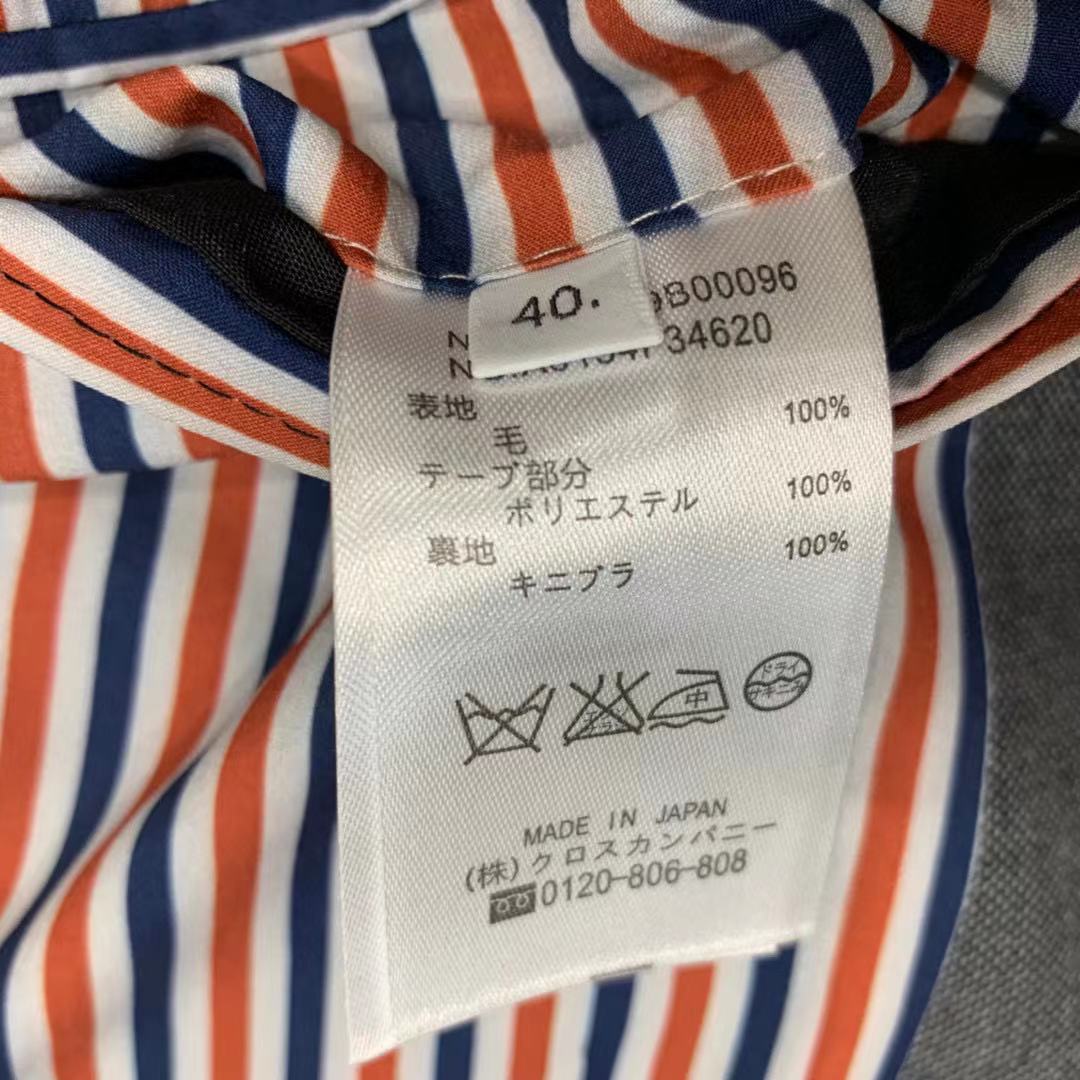 40.
9B00096
34620
表地
毛 100%
テープ部分
ポリエステル 100%
裏地
キュプラ 100%
中
ドライ
MADE IN JAPAN
(株)クロスカンパニー
0120-806-808